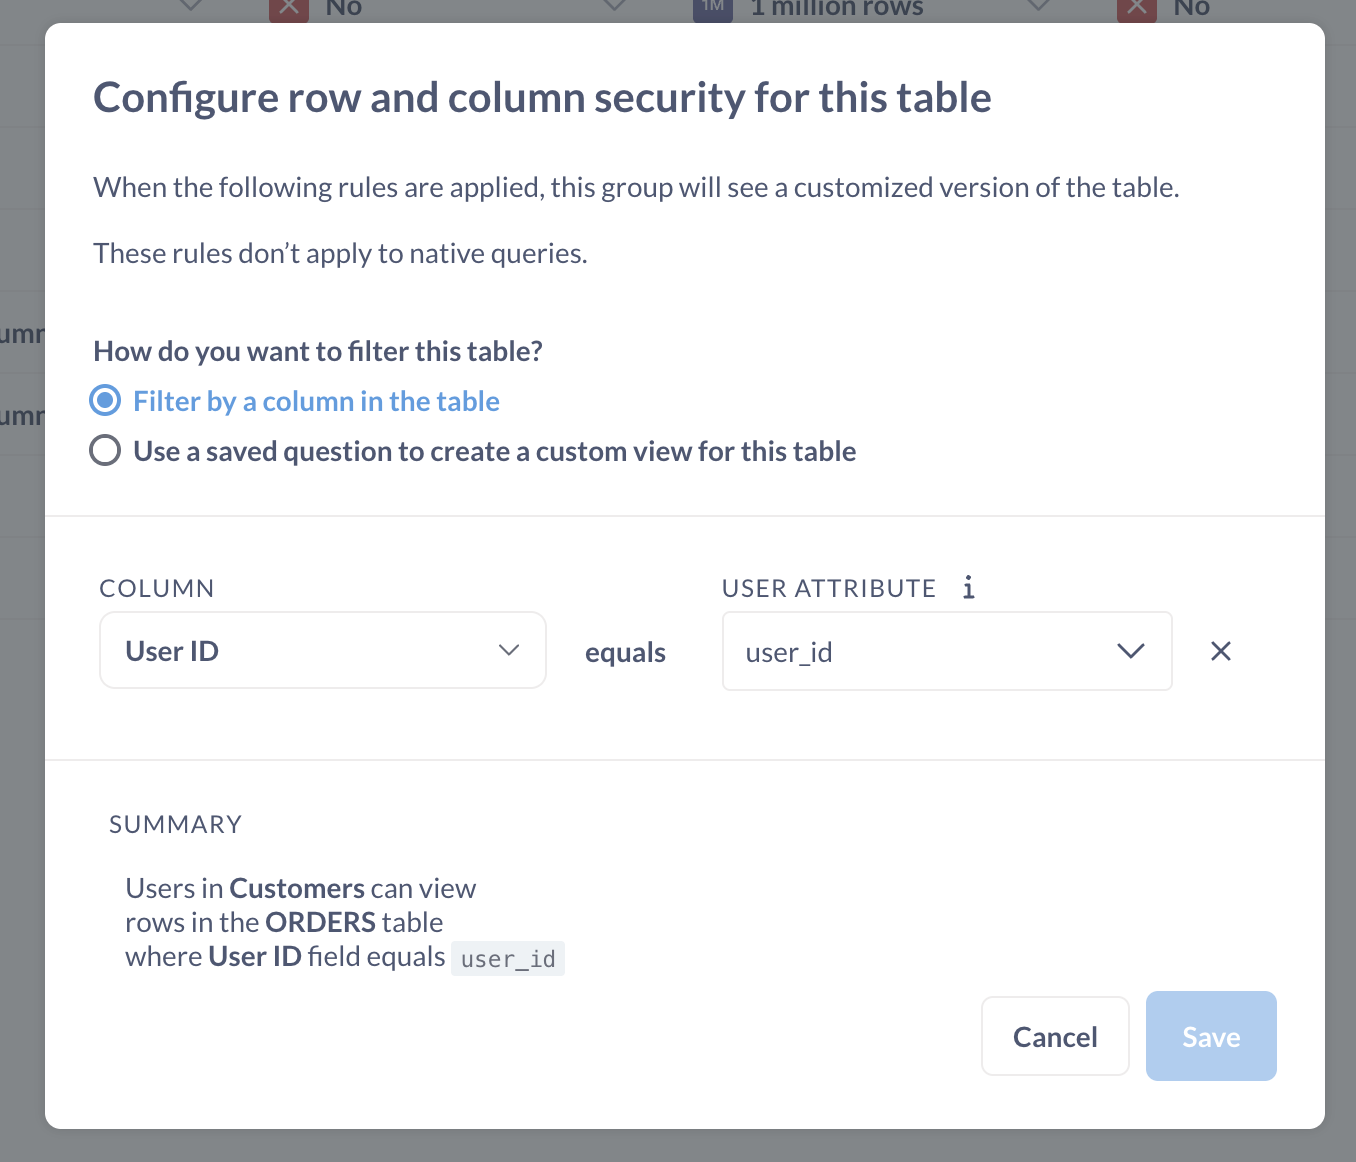 No
1M
1 million rows
No
Configure row and column security for this table
When the following rules are applied, this group will see a customized version of the table.
These rules don’t apply to native queries.
How do you want to filter this table?
Filter by a column in the table
Use a saved question to create a custom view for this table
COLUMN
USER ATTRIBUTE i
User ID
equals
user_id
SUMMARY
Users in Customers can view
rows in the ORDERS table
where User ID field equals user_id
Cancel
Save